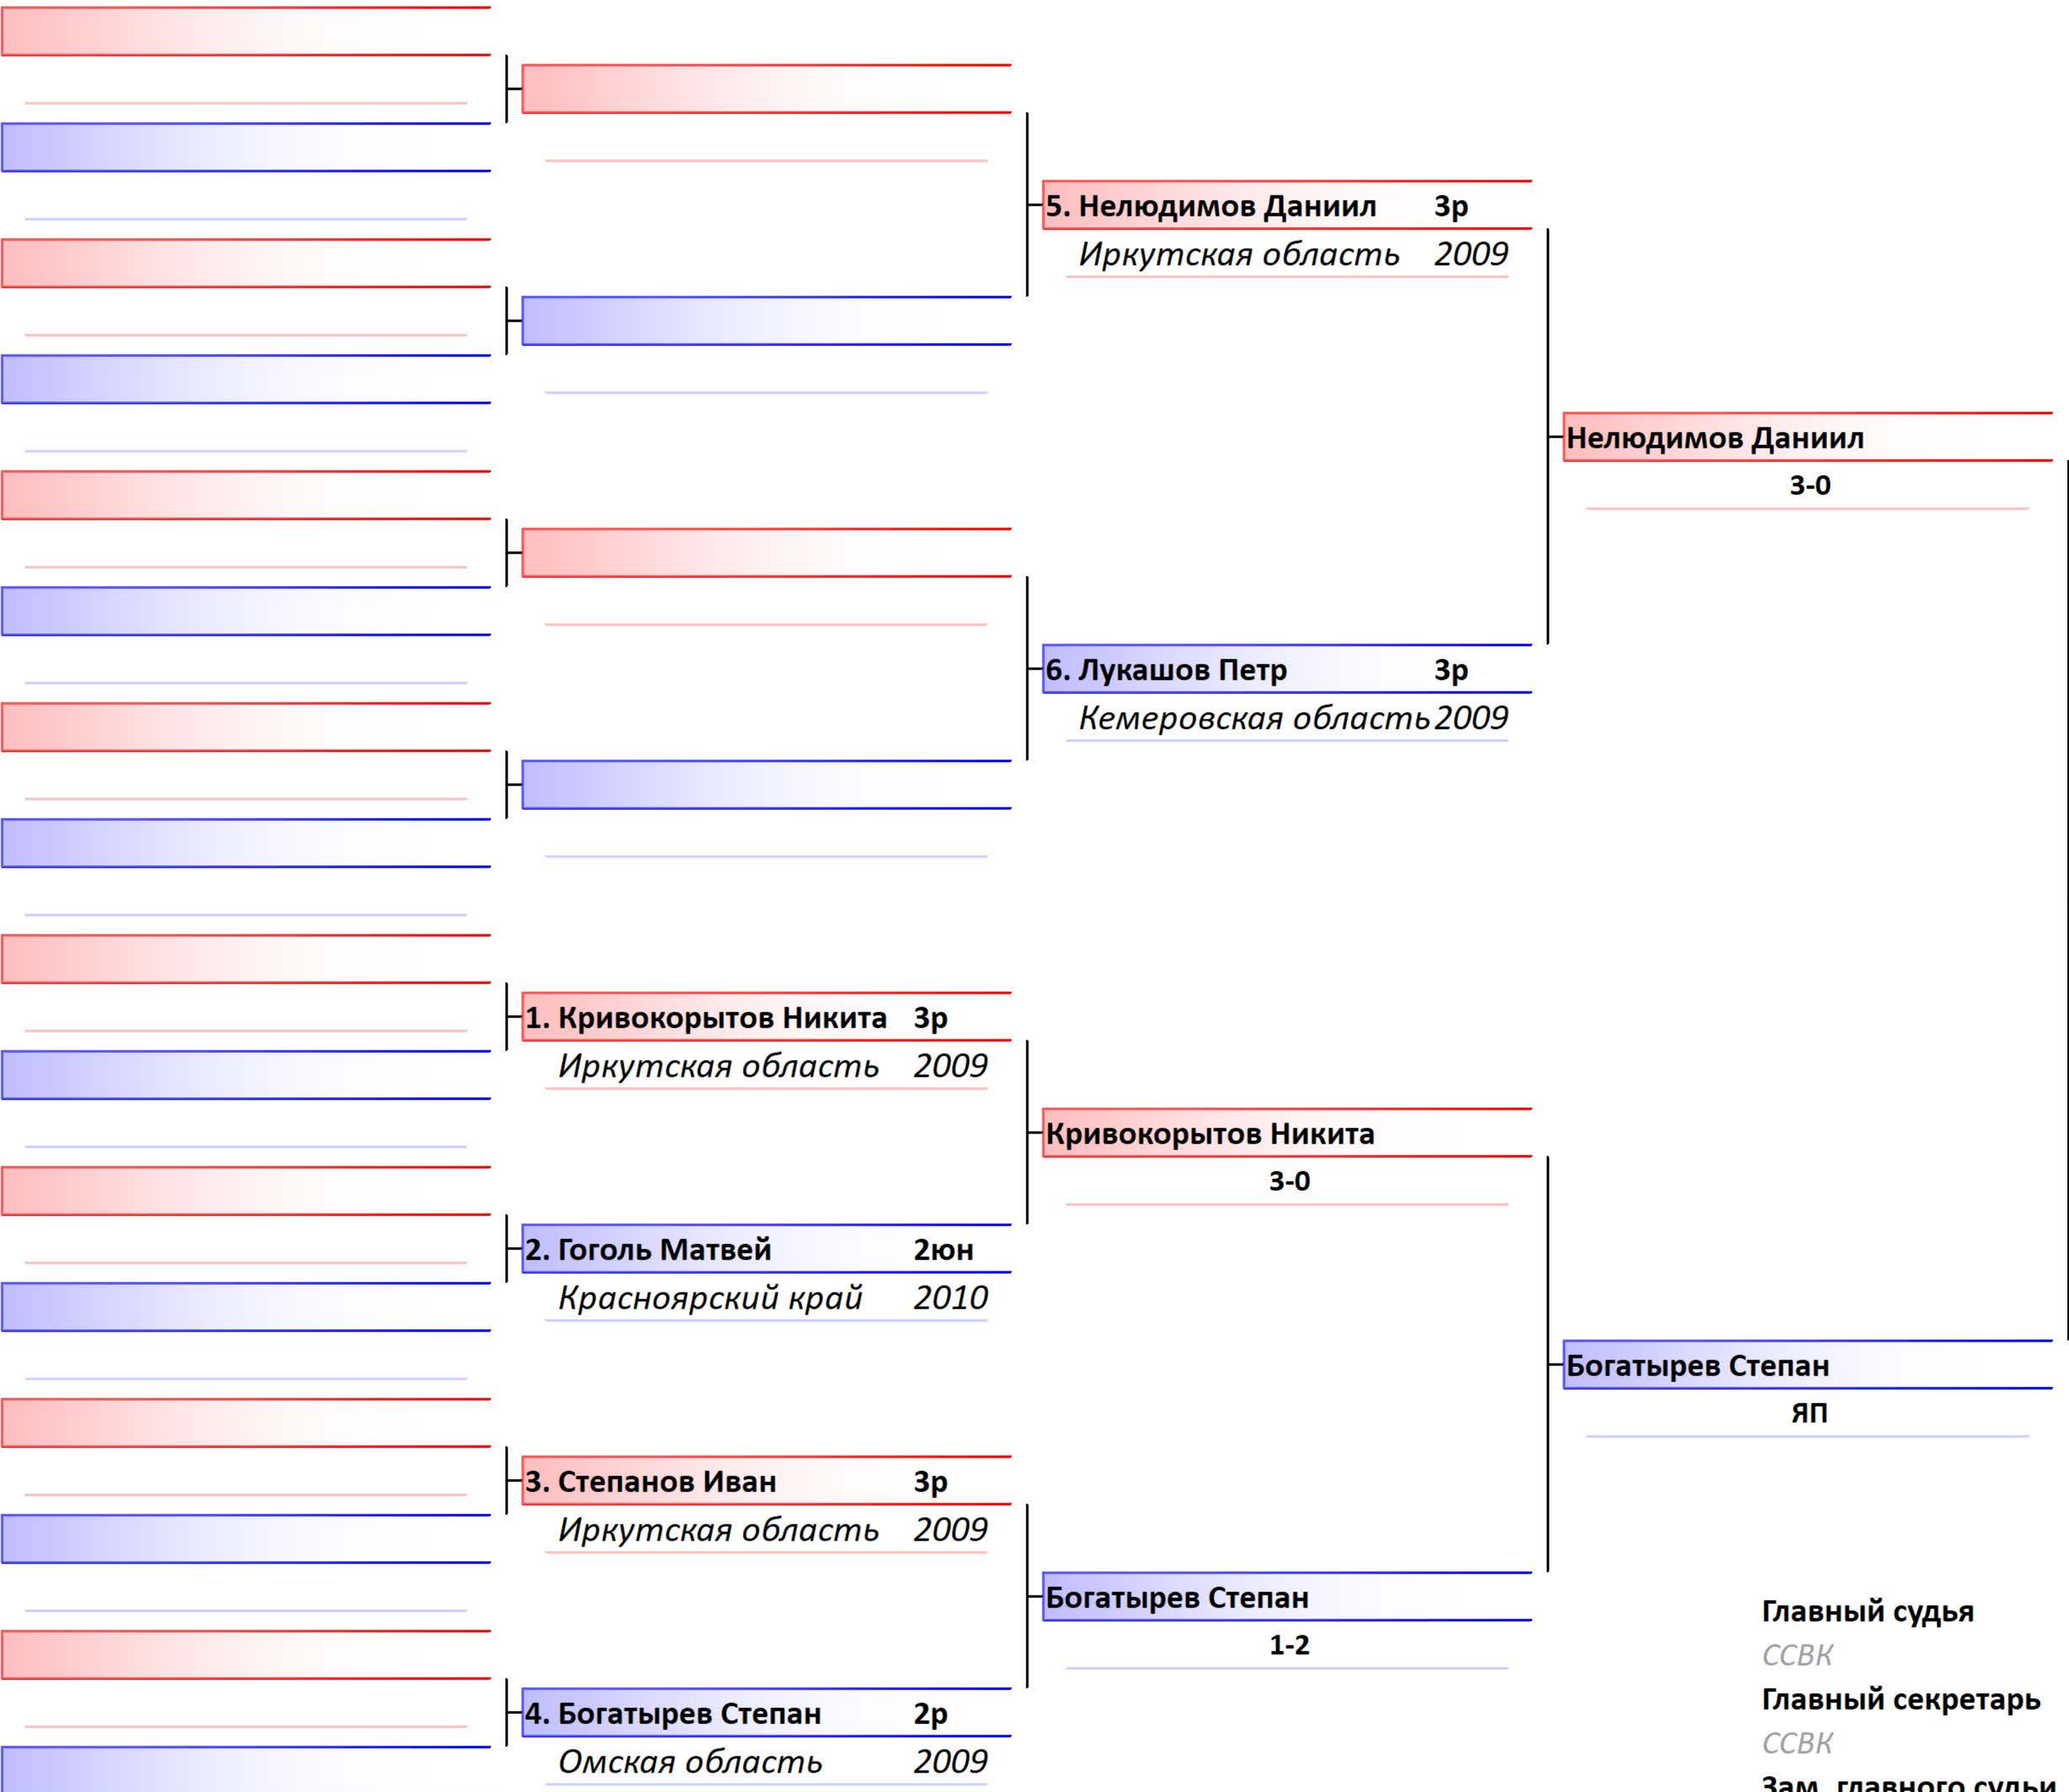 5. Нелюдимов Даниил 3р
Иркутская область 2009
Нелюдимов Даниил
3-0
6. Лукашов Петр 3р
Кемеровская область 2009
1. Кривокорытов Никита 3р
Иркутская область 2009
Кривокорытов Никита
3-0
2. Гоголь Матвей 2юн
Красноярский край 2010
Богатырев Степан
ЯП
3. Степанов Иван 3р
Иркутская область 2009
Богатырев Степан
1-2
4. Богатырев Степан 2р
Омская область 2009
Главный судья
ССВК
Главный секретарь
ССВК
Зам. главного судьи